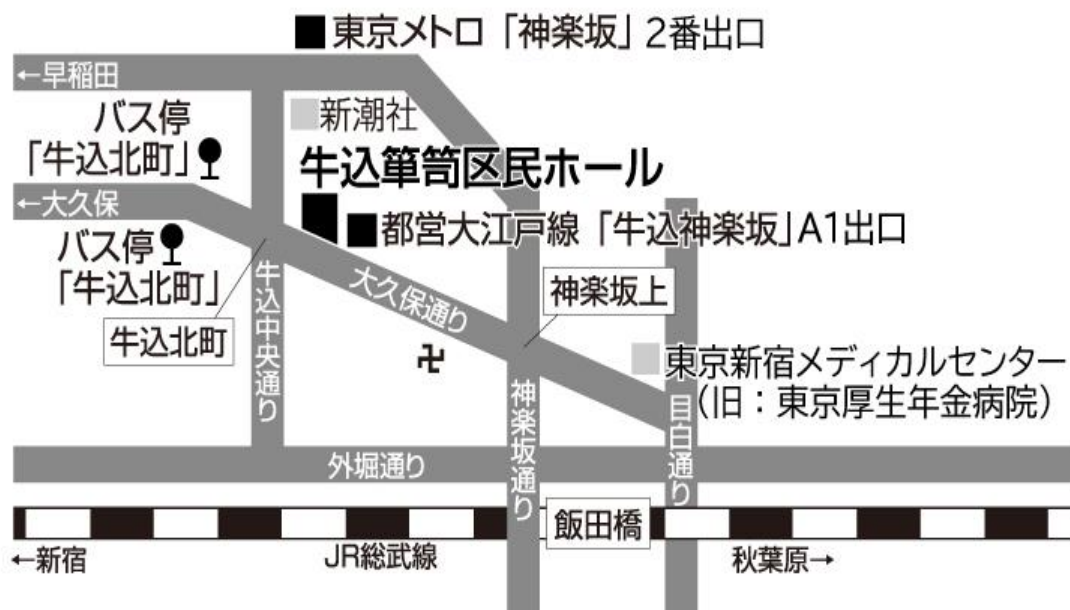 ■東京メトロ「神楽坂」2番出口
←早稲田
バス停
「牛込北町」
新潮社
牛込箪笥区民ホール
←大久保
■都営大江戸線「牛込神楽坂」A1出口
バス停
「牛込北町」
牛込北町
牛込中央通り
大久保通り
神楽坂上
卍
東京新宿メディカルセンター
(旧:東京厚生年金病院)
神楽坂通り
目白通り
外堀通り
飯田橋
←新宿
JR総武線
秋葉原→